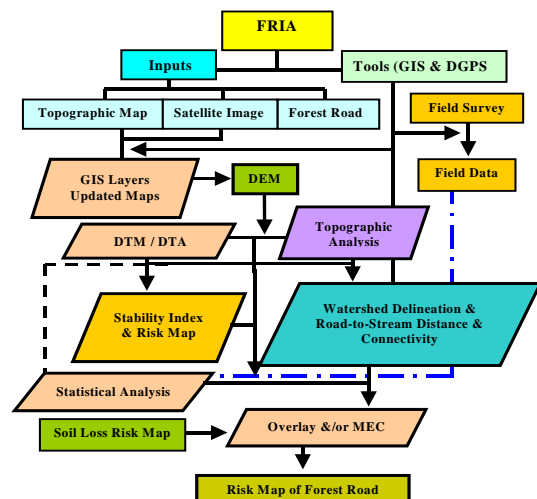 FRIA
Inputs
Tools (GIS & DGPS
Topographic Map
Satellite Image
Forest Road
Field Survey
GIS Layers
Updated Maps
DEM
Field Data
DTM / DTA
Topographic
Analysis
Stability Index
& Risk Map
Watershed Delineation &
Road-to-Stream Distance &
Connectivity
Statistical Analysis
Overlay &/or MEC
Soil Loss Risk Map
Risk Map of Forest Road